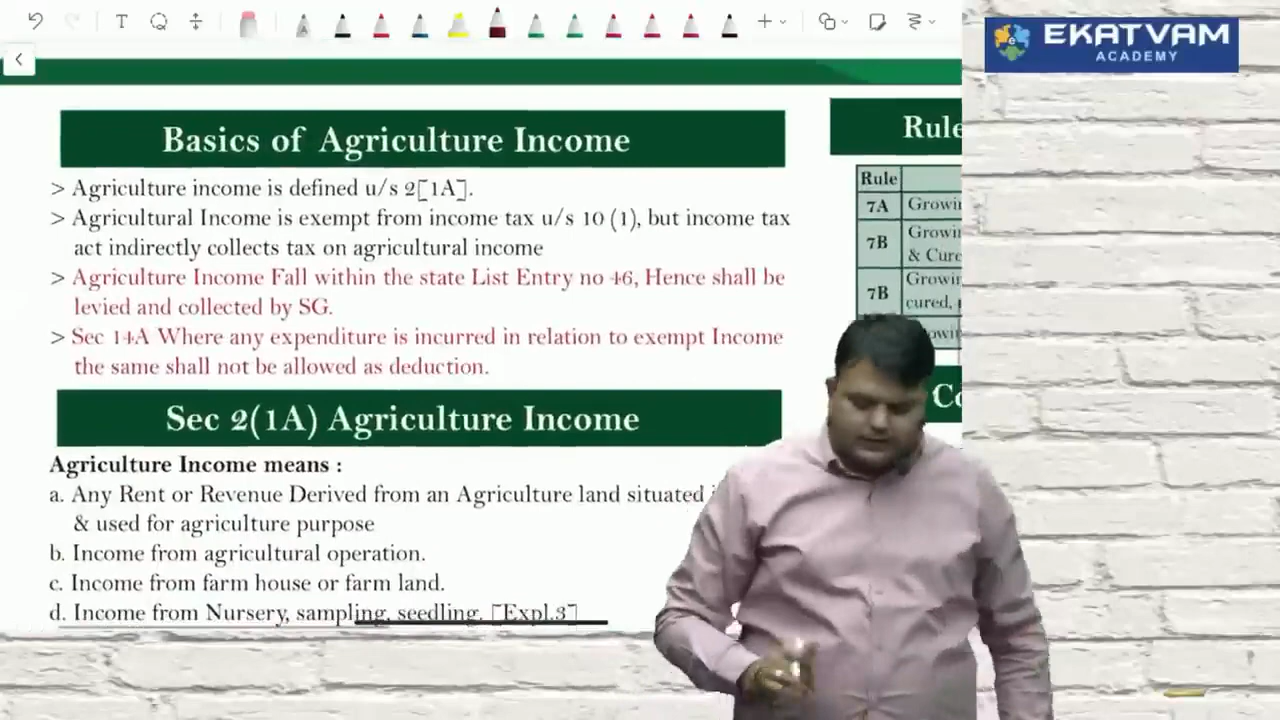 EKATVAM
ACADEMY
Basics of Agriculture Income
> Agriculture income is defined u/s 2[1A].
> Agricultural Income is exempt from income tax u/s 10 (1), but income tax
act indirectly collects tax on agricultural income
> Agriculture Income Fall within the state List Entry no 46, Hence shall be
levied and collected by SG.
> Sec 14A Where any expenditure is incurred in relation to exempt Income
the same shall not be allowed as deduction.
Sec 2(1A) Agriculture Income
Agriculture Income means :
a. Any Rent or Revenue Derived from an Agriculture land situated
& used for agriculture purpose
b. Income from agricultural operation.
c. Income from farm house or farm land.
d. Income from Nursery, sampling, seedling. [Expl.3]
Rule
Rule
7A
7B
& Cure
7B
cured,